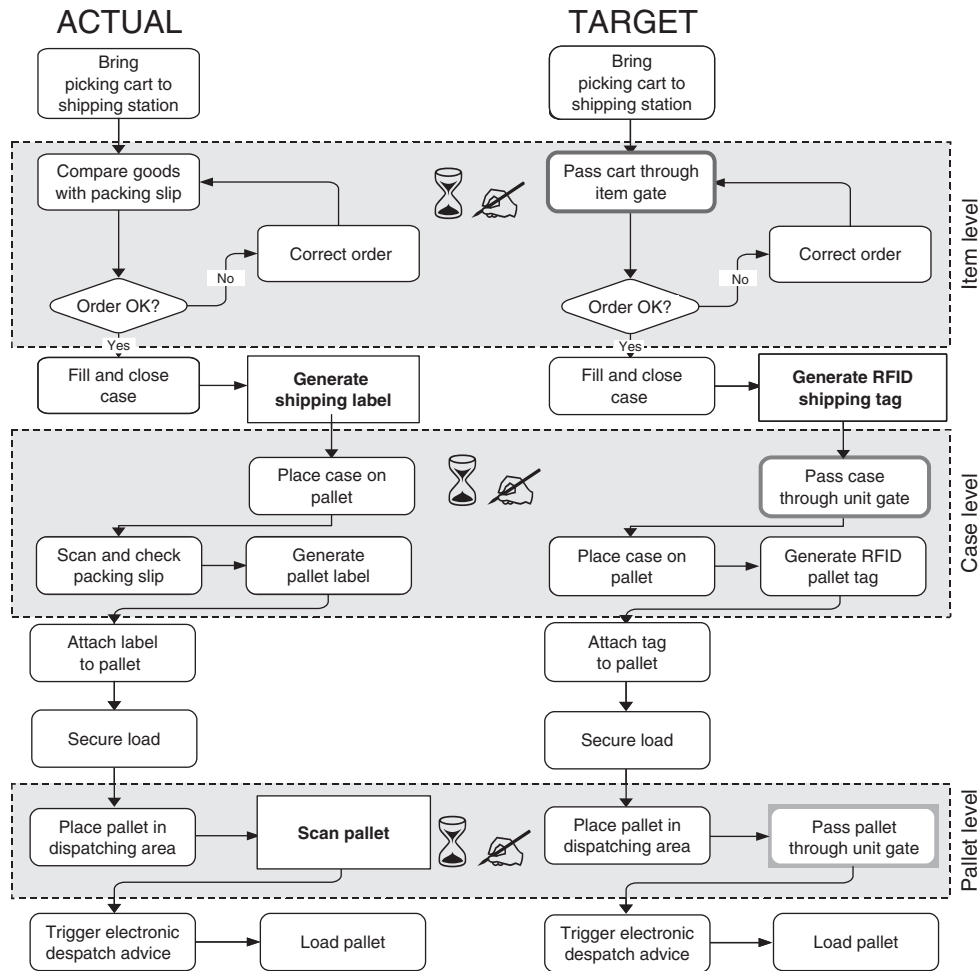 ACTUAL
Bring
picking cart to
shipping station
Compare goods
with packing slip
Correct order
No
Order OK?
Yes
Fill and close
case
Generate
shipping label
Place case on
pallet
Scan and check
packing slip
Generate
pallet label
Attach label
to pallet
Secure load
Place pallet in
dispatching area
Scan pallet
Trigger electronic
despatch advice
Load pallet
TARGET
Bring
picking cart to
shipping station
Pass cart through
item gate
Correct order
No
Order OK?
Yes
Fill and close
case
Generate RFID
shipping tag
Pass case
through unit gate
Place case on
pallet
Generate RFID
pallet tag
Attach tag
to pallet
Secure load
Place pallet in
dispatching area
Pass pallet
through unit gate
Trigger electronic
despatch advice
Load pallet
Item level
Case level
Pallet level